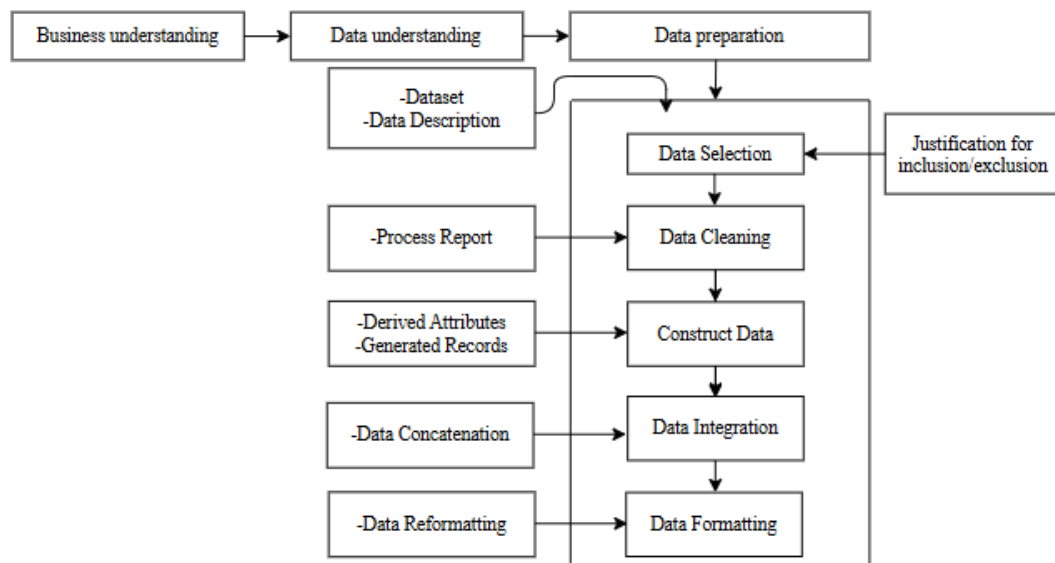 Business understanding
Data understanding
Data preparation
-Dataset
-Data Description
Data Selection
Justification for
inclusion/exclusion
-Process Report
Data Cleaning
-Derived Attributes
-Generated Records
Construct Data
-Data Concatenation
Data Integration
-Data Reformatting
Data Formatting